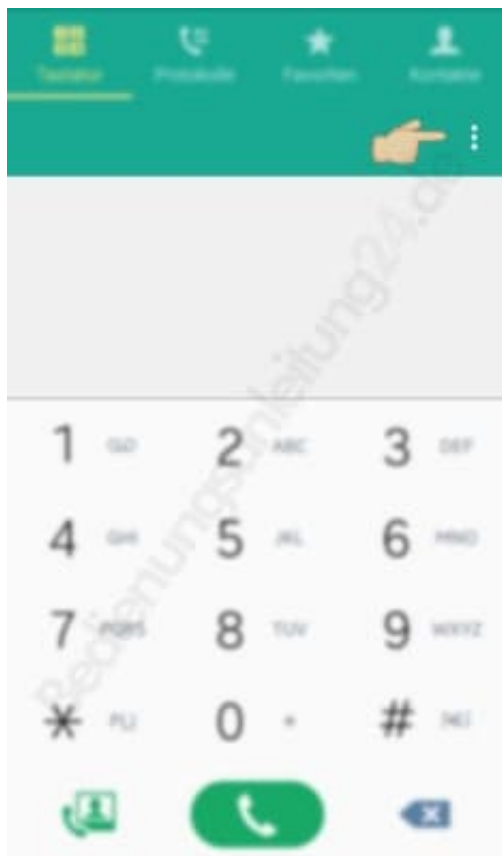 Tastatur Protokolle Favoriten Kontakte
1 2 ABC 3 DEF
4 GHI 5 JKL 6 MNO
7 PQRS 8 TUV 9 WXYZ
* 0 + #
Bedienungsanleitung24.de